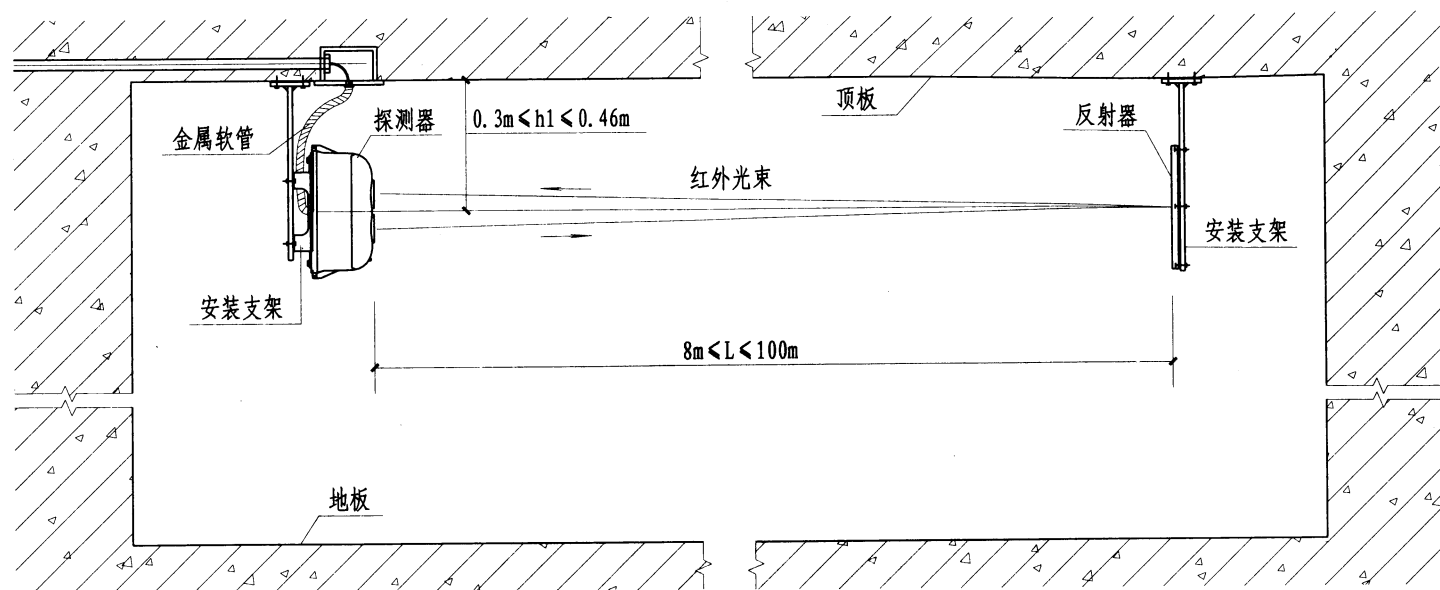 顶板
探测器
0.3m≤h1≤0.46m
反射器
金属软管
红外光束
安装支架
安装支架
8m≤L≤100m
地板